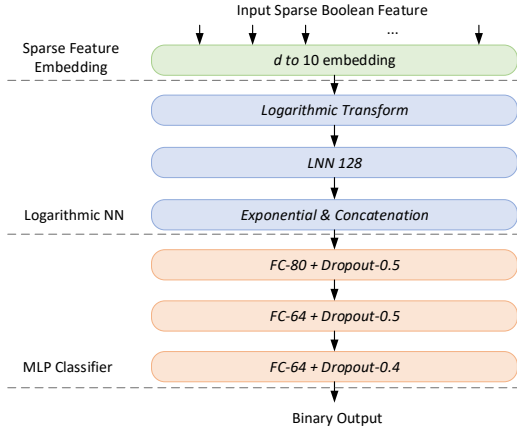 Input Sparse Boolean Feature
...
Sparse Feature
Embedding
d to 10 embedding
Logarithmic Transform
LNN 128
Logarithmic NN
Exponential & Concatenation
FC-80 + Dropout-0.5
FC-64 + Dropout-0.5
MLP Classifier
FC-64 + Dropout-0.4
Binary Output